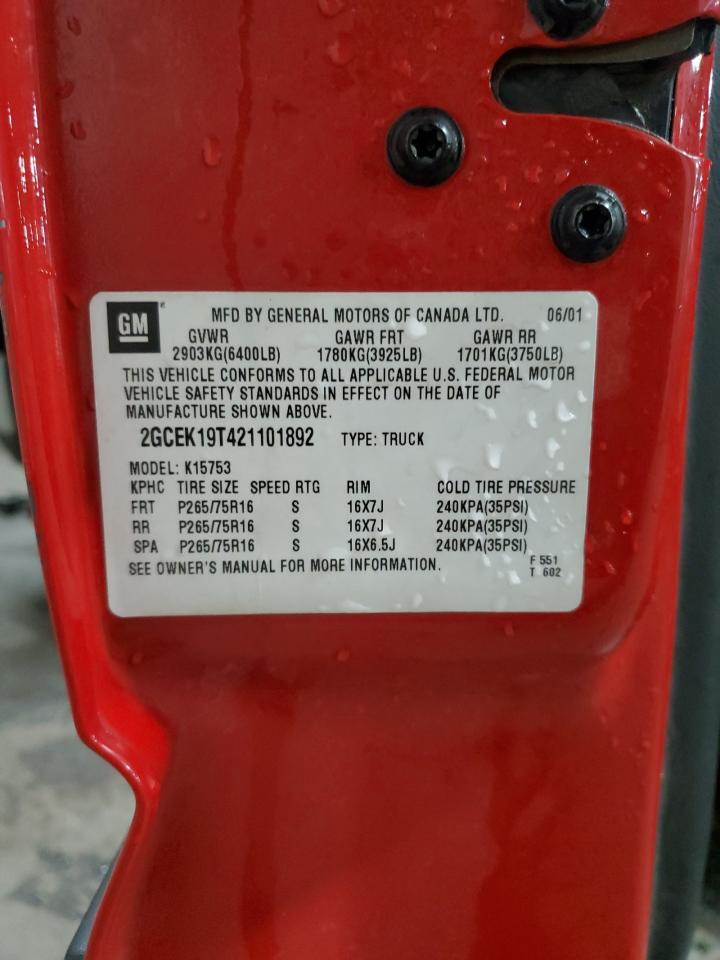 GM ® MFD BY GENERAL MOTORS OF CANADA LTD. 06/01
GVWR GAWR FRT GAWR RR
2903KG(6400LB) 1780KG(3925LB) 1701KG(3750LB)
THIS VEHICLE CONFORMS TO ALL APPLICABLE U.S. FEDERAL MOTOR
VEHICLE SAFETY STANDARDS IN EFFECT ON THE DATE OF
MANUFACTURE SHOWN ABOVE.
2GCEK19T421101892 TYPE: TRUCK
MODEL: K15753
KPHC TIRE SIZE SPEED RTG RIM COLD TIRE PRESSURE
FRT P265/75R16 S 16X7J 240KPA(35PSI)
RR P265/75R16 S 16X7J 240KPA(35PSI)
SPA P265/75R16 S 16X6.5J 240KPA(35PSI)
SEE OWNER'S MANUAL FOR MORE INFORMATION. F 551
T 602